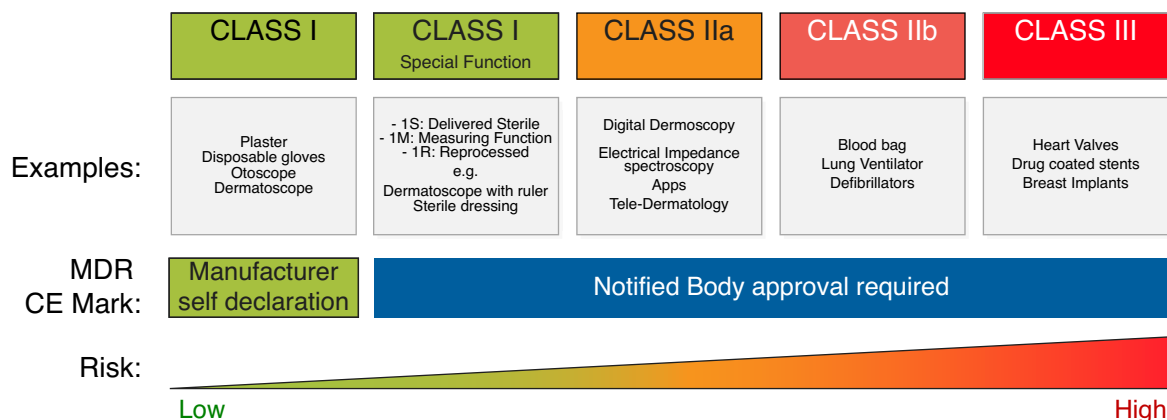 CLASS I
CLASS I
Special Function
CLASS IIa
CLASS IIb
CLASS III
Examples:
Plaster
Disposable gloves
Otoscope
Dermatoscope
- 1S: Delivered Sterile
- 1M: Measuring Function
- 1R: Reprocessed
e.g.
Dermatoscope with ruler
Sterile dressing
Digital Dermoscopy
Electrical Impedance
spectroscopy
Apps
Tele-Dermatology
Blood bag
Lung Ventilator
Defibrillators
Heart Valves
Drug coated stents
Breast Implants
MDR
CE Mark:
Manufacturer
self declaration
Notified Body approval required
Risk:
Low
High